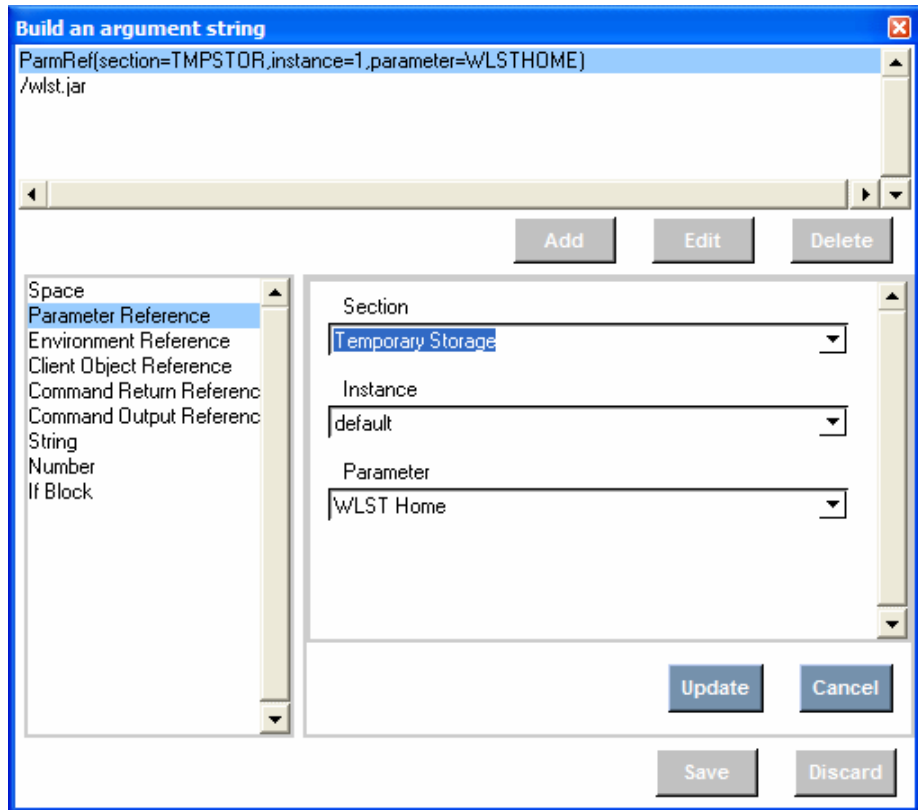 Build an argument string
ParmRef(section=TMPSTOR,instance=1,parameter=WLSTHOME)
/wlst.jar
Add Edit Delete
Space
Parameter Reference
Environment Reference
Client Object Reference
Command Return Referenc
Command Output Referenc
String
Number
If Block
Section
Temporary Storage
Instance
default
Parameter
WLST Home
Update Cancel
Save Discard